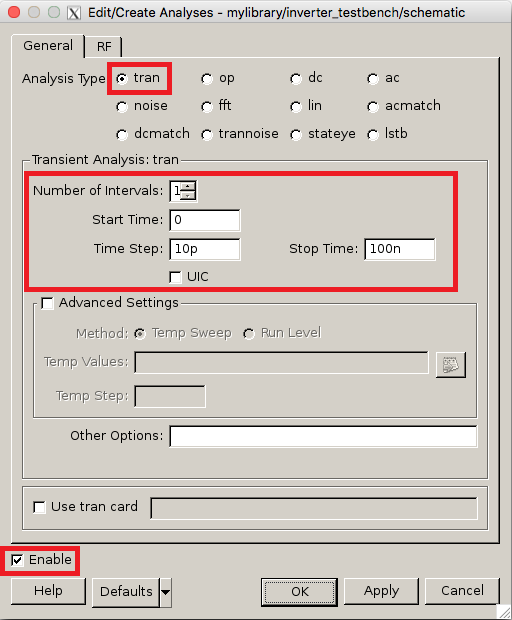 Edit/Create Analyses - mylibrary/inverter_testbench/schematic
General RF
Analysis Type tran op dc ac
noise fft lin acmatch
dcmatch trannoise stateye lstb
Transient Analysis: tran
Number of Intervals: 1
Start Time: 0
Time Step: 10p Stop Time: 100n
UIC
Advanced Settings
Method: Temp Sweep Run Level
Temp Values:
Temp Step:
Other Options:
Use tran card
Enable
Help Defaults OK Apply Cancel